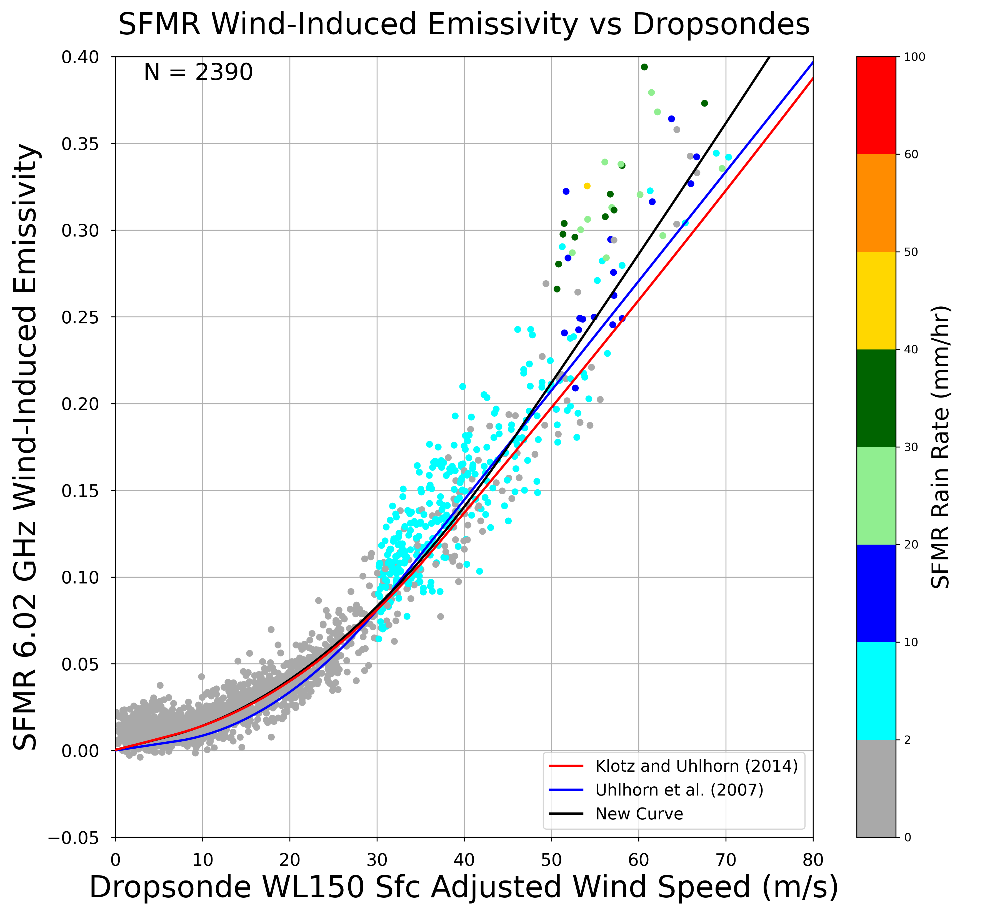 SFMR Wind-Induced Emissivity vs Dropsondes
N = 2390
SFMR 6.02 GHz Wind-Induced Emissivity
0.40
0.35
0.30
0.25
0.20
0.15
0.10
0.05
0.00
−0.05
0 10 20 30 40 50 60 70 80
Dropsonde WL150 Sfc Adjusted Wind Speed (m/s)
Klotz and Uhlhorn (2014)
Uhlhorn et al. (2007)
New Curve
100
60
50
40
30
20
10
2
0
SFMR Rain Rate (mm/hr)